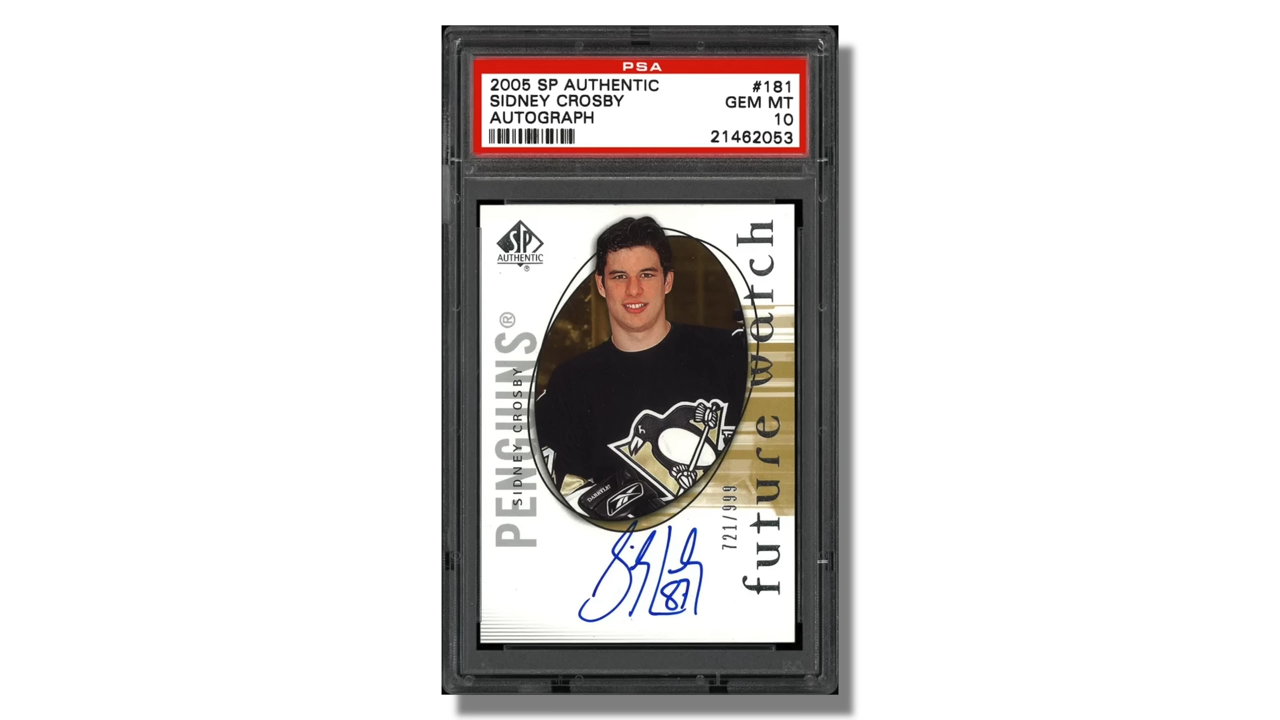 PSA
2005 SP AUTHENTIC #181
SIDNEY CROSBY GEM MT
AUTOGRAPH 10
21462053
SP
AUTHENTIC
®
PENGUINS®
SIDNEY CROSBY
future watch
721/999
87